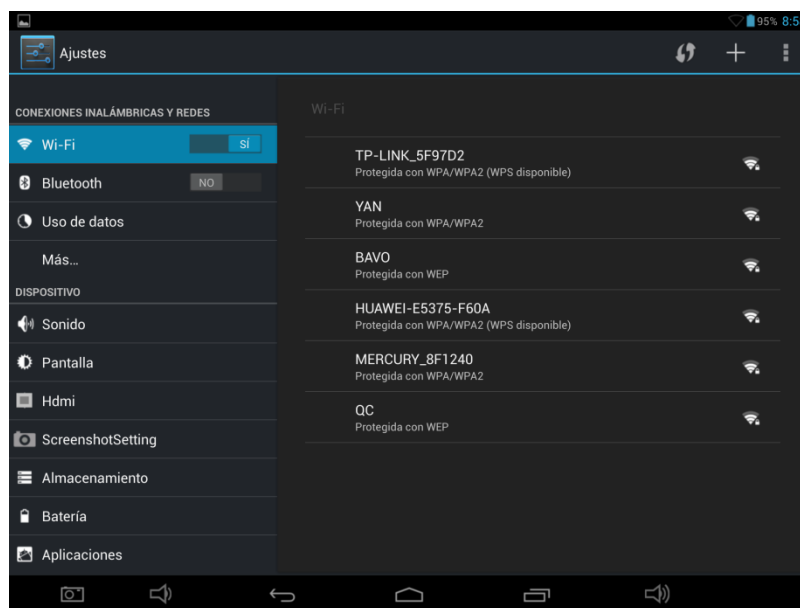 95% 8:5
Ajustes
CONEXIONES INALÁMBRICAS Y REDES
Wi-Fi SÍ
Bluetooth NO
Uso de datos
Más...
DISPOSITIVO
Sonido
Pantalla
Hdmi
ScreenshotSetting
Almacenamiento
Batería
Aplicaciones
Wi-Fi
TP-LINK_5F97D2
Protegida con WPA/WPA2 (WPS disponible)
YAN
Protegida con WPA/WPA2
BAVO
Protegida con WEP
HUAWEI-E5375-F60A
Protegida con WPA/WPA2 (WPS disponible)
MERCURY_8F1240
Protegida con WPA/WPA2
QC
Protegida con WEP